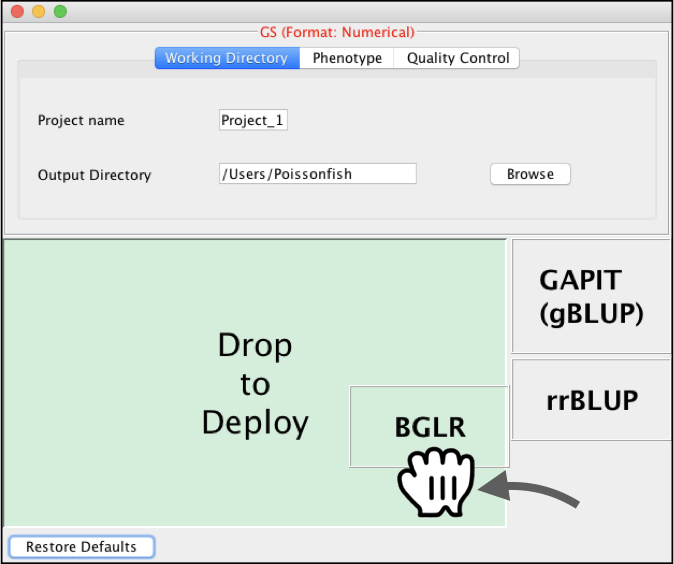 GS (Format: Numerical)
Working Directory Phenotype Quality Control
Project name Project_1
Output Directory /Users/Poissonfish Browse
Drop
to
Deploy
BGLR
GAPIT
(gBLUP)
rrBLUP
Restore Defaults